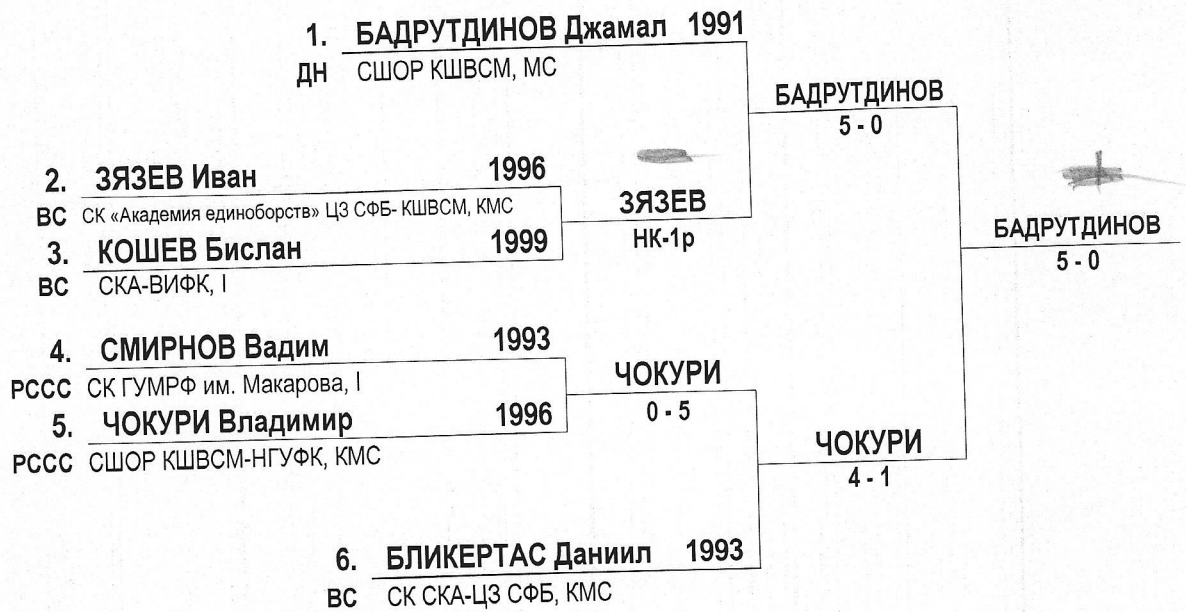 1. БАДРУТДИНОВ Джамал 1991
ДН СШОР КШВСМ, МС
БАДРУТДИНОВ
5 - 0
2. ЗЯЗЕВ Иван 1996
ВС СК «Академия единоборств» ЦЗ СФБ- КШВСМ, КМС
ЗЯЗЕВ
НК-1р
3. КОШЕВ Бислан 1999
ВС СКА-ВИФК, I
БАДРУТДИНОВ
5 - 0
4. СМИРНОВ Вадим 1993
РССС СК ГУМРФ им. Макарова, I
ЧОКУРИ
0 - 5
5. ЧОКУРИ Владимир 1996
РССС СШОР КШВСМ-НГУФК, КМС
ЧОКУРИ
4 - 1
6. БЛИКЕРТАС Даниил 1993
ВС СК СКА-ЦЗ СФБ, КМС